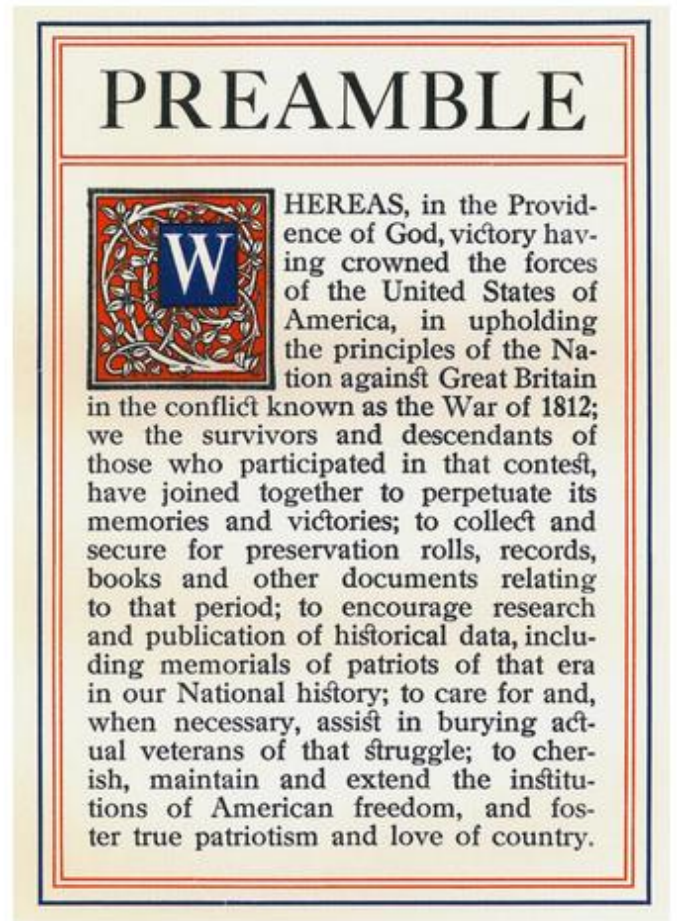 PREAMBLE
WHEREAS, in the Provid-
ence of God, victory hav-
ing crowned the forces
of the United States of
America, in upholding
the principles of the Na-
tion against Great Britain
in the conflict known as the War of 1812;
we the survivors and descendants of
those who participated in that contest,
have joined together to perpetuate its
memories and victories; to collect and
secure for preservation rolls, records,
books and other documents relating
to that period; to encourage research
and publication of historical data, inclu-
ding memorials of patriots of that era
in our National history; to care for and,
when necessary, assist in burying act-
ual veterans of that struggle; to cher-
ish, maintain and extend the institu-
tions of American freedom, and fos-
ter true patriotism and love of country.